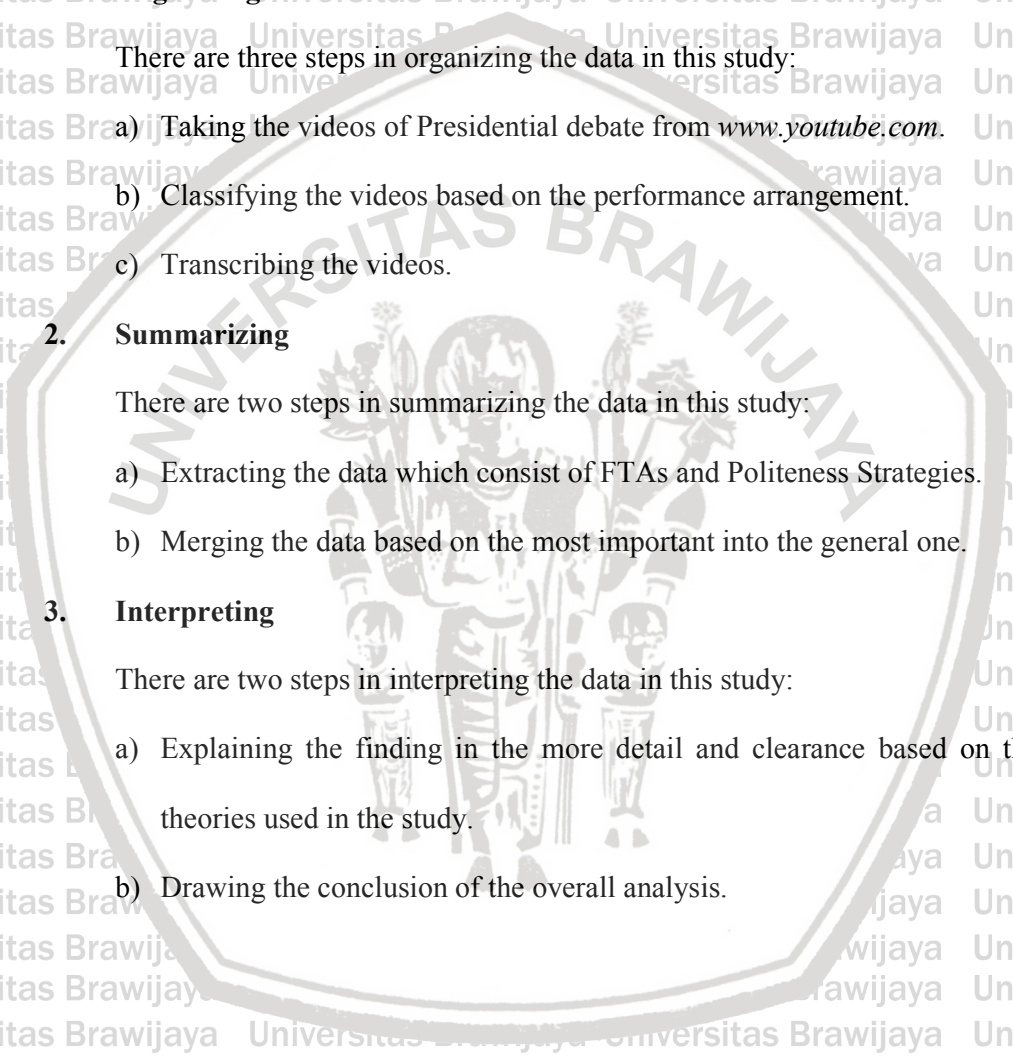 There are three steps in organizing the data in this study:
a) Taking the videos of Presidential debate from www.youtube.com.
b) Classifying the videos based on the performance arrangement.
c) Transcribing the videos.
2. Summarizing
There are two steps in summarizing the data in this study:
a) Extracting the data which consist of FTAs and Politeness Strategies.
b) Merging the data based on the most important into the general one.
3. Interpreting
There are two steps in interpreting the data in this study:
a) Explaining the finding in the more detail and clearance based on
theories used in the study.
b) Drawing the conclusion of the overall analysis.
UNIVERSITAS BRAWIJAYA